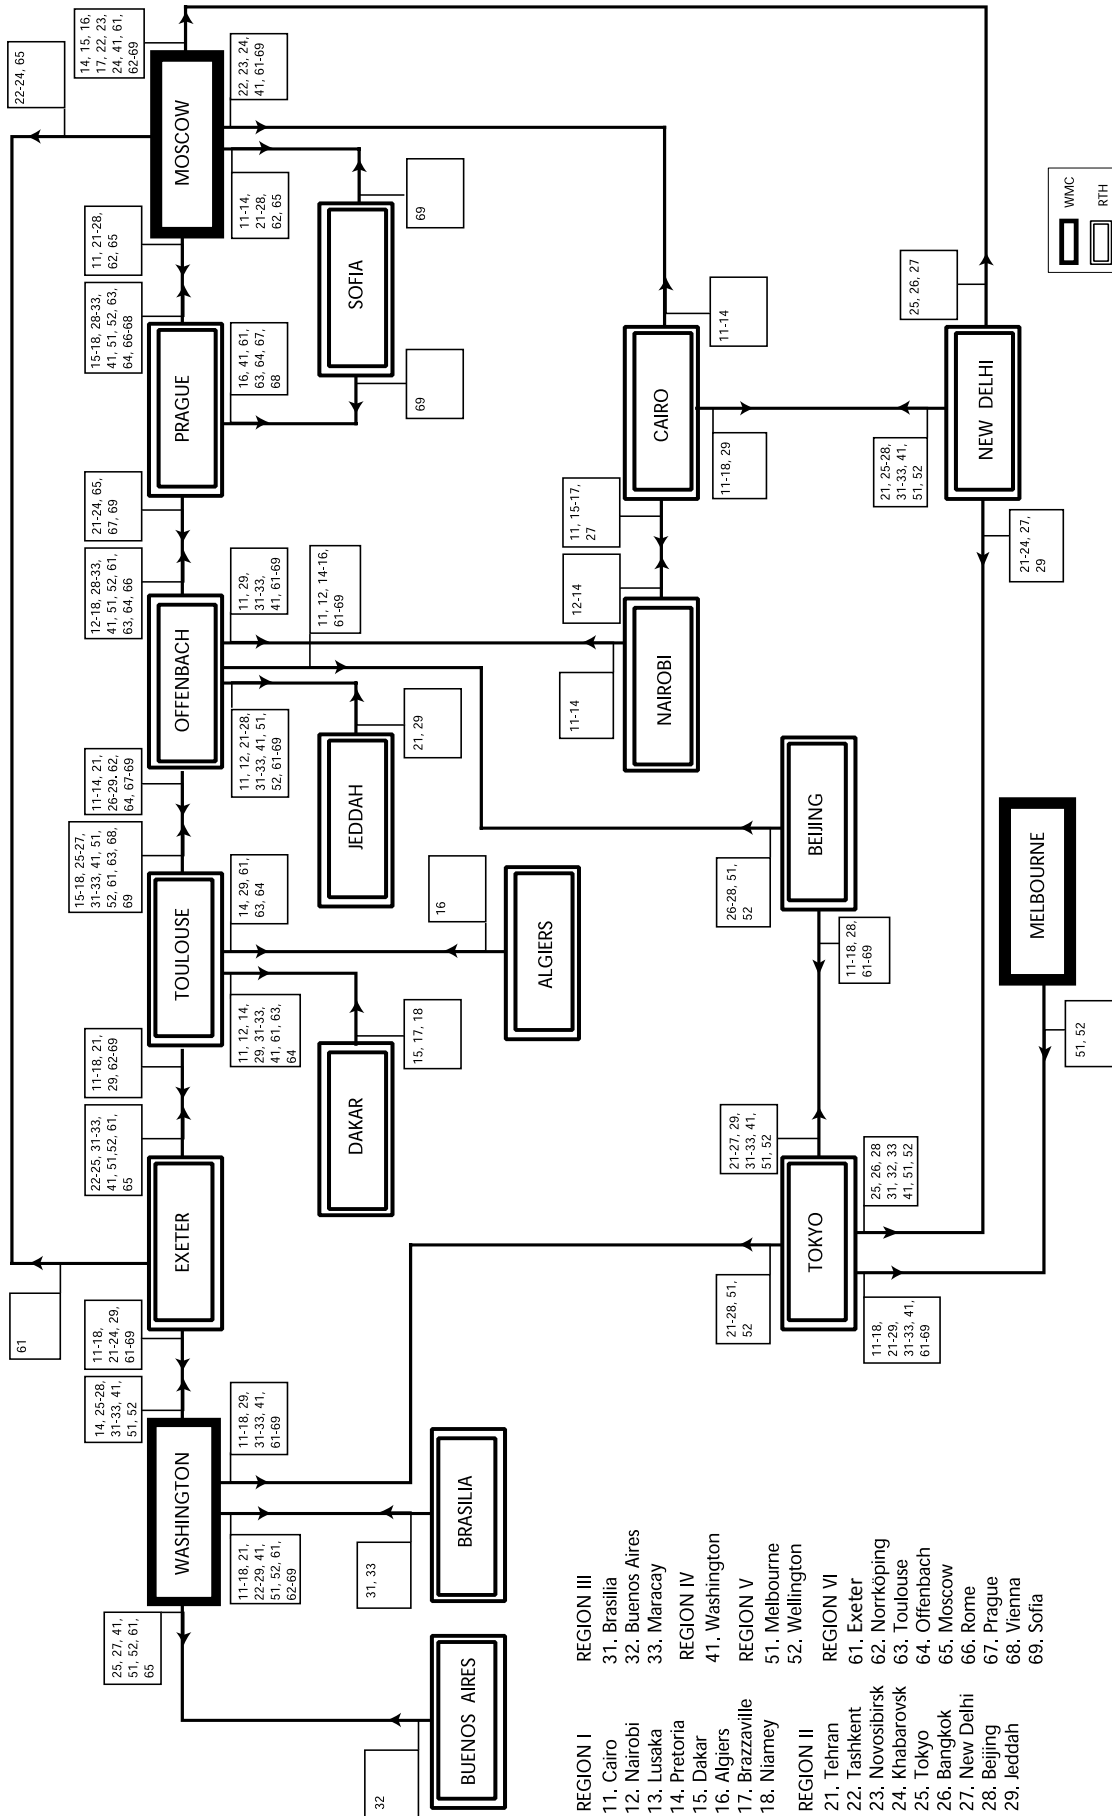 22-24, 65
14, 15, 16,
17, 22, 23,
24, 41, 61,
62-69
MOSCOW
22, 23, 24,
41, 61-69
11-14,
21-28,
62, 65
11, 21-28,
62, 65
15-18, 28-33,
41, 51, 52, 63,
64, 66-68
PRAGUE
16, 41, 61,
63, 64, 67,
68
SOFIA
69
69
21-24, 65,
67, 69
12-18, 28-33,
41, 51, 52, 61,
63, 64, 66
OFFENBACH
11, 29,
31-33,
41, 61-69
11, 12, 14-16,
61-69
11, 12, 21-28,
31-33, 41, 51,
52, 61-69
JEDDAH
21, 29
11-14, 21,
26-29. 62,
64, 67-69
15-18, 25-27,
31-33, 41, 51,
52, 61, 63, 68,
69
TOULOUSE
14, 29, 61,
63, 64
16
ALGIERS
11, 12, 14,
29, 31-33,
41, 61, 63,
64
DAKAR
15, 17, 18
11-18, 21,
29, 62-69
22-25, 31-33,
41, 51,52, 61,
65
EXETER
61
11-18,
21-24, 29,
61-69
14, 25-28,
31-33, 41,
51, 52
WASHINGTON
11-18, 29,
31-33, 41,
61-69
11-18, 21,
22-29, 41,
51, 52, 61,
62-69
31, 33
BRASILIA
25, 27, 41,
51, 52, 61,
65
BUENOS AIRES
32
CAIRO
11-14
11-18, 29
11, 15-17,
27
12-14
NAIROBI
11-14
NEW DELHI
25, 26, 27
21, 25-28,
31-33, 41,
51, 52
21-24, 27,
29
BEIJING
26-28, 51,
52
11-18, 28,
61-69
TOKYO
21-27, 29,
31-33, 41,
51, 52
25, 26, 28
31, 32, 33
41, 51, 52
21-28, 51,
52
11-18,
21-29,
31-33, 41,
61-69
MELBOURNE
51, 52
WMC
RTH
REGION I
11. Cairo
12. Nairobi
13. Lusaka
14. Pretoria
15. Dakar
16. Algiers
17. Brazzaville
18. Niamey
REGION II
21. Tehran
22. Tashkent
23. Novosibirsk
24. Khabarovsk
25. Tokyo
26. Bangkok
27. New Delhi
28. Beijing
29. Jeddah
REGION III
31. Brasilia
32. Buenos Aires
33. Maracay
REGION IV
41. Washington
REGION V
51. Melbourne
52. Wellington
REGION VI
61. Exeter
62. Norrköping
63. Toulouse
64. Offenbach
65. Moscow
66. Rome
67. Prague
68. Vienna
69. Sofia